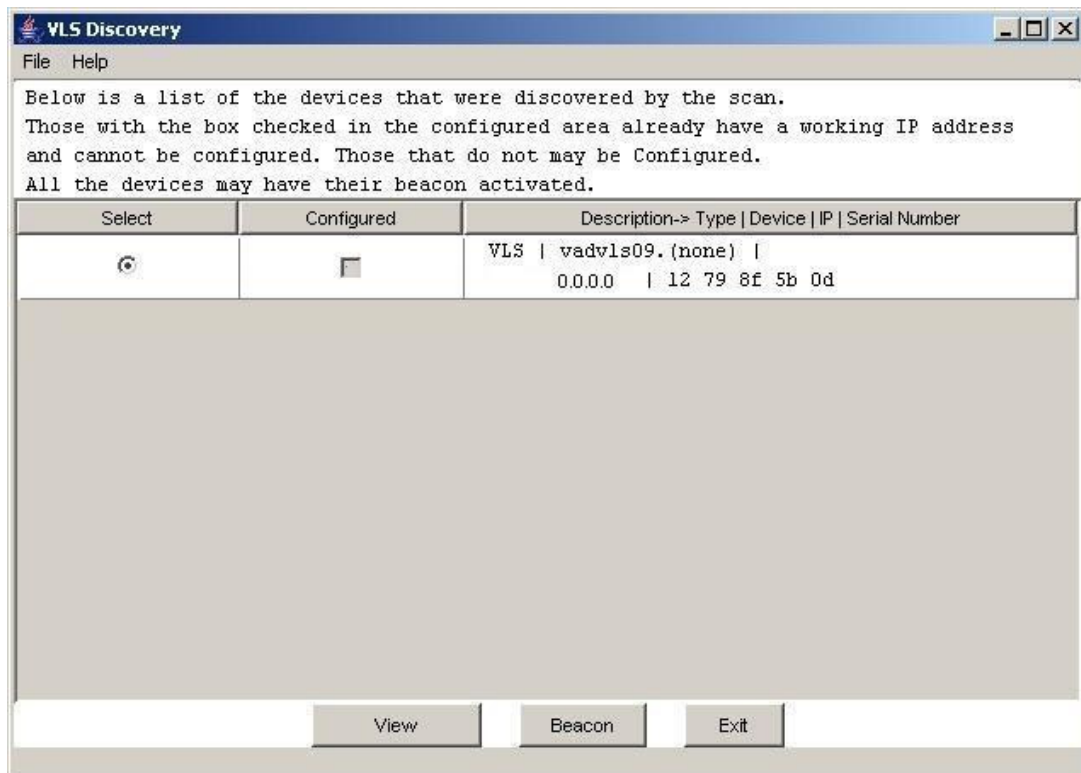 VLS Discovery
File Help
Below is a list of the devices that were discovered by the scan.
Those with the box checked in the configured area already have a working IP address
and cannot be configured. Those that do not may be Configured.
All the devices may have their beacon activated.
Select Configured Description-> Type | Device | IP | Serial Number
VLS | vadvls09.(none) |
0.0.0.0 | 12 79 8f 5b 0d
View Beacon Exit